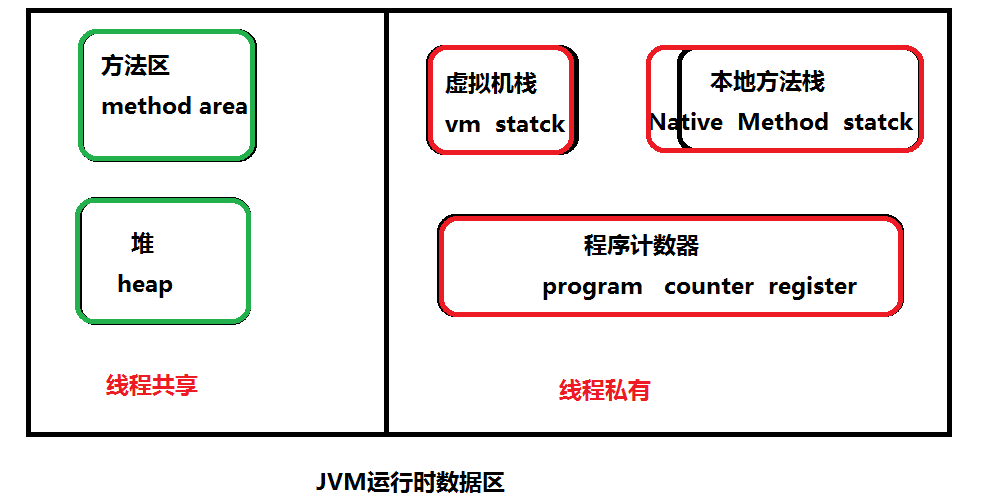 方法区
method area
堆
heap
线程共享
虚拟机栈
vm statck
本地方法栈
Native Method statck
程序计数器
program counter register
线程私有
JVM运行时数据区